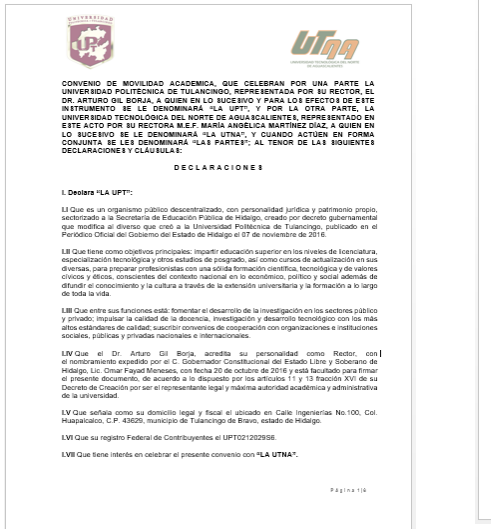 UNIVERSIDAD
UPT
UTNA
UNIVERSIDAD TECNOLÓGICA DEL NORTE
DE AGUASCALIENTES
CONVENIO DE MOVILIDAD ACADEMICA, QUE CELEBRAN POR UNA PARTE LA
UNIVERSIDAD POLITÉCNICA DE TULANCINGO, REPRESENTADA POR SU RECTOR, EL
DR. ARTURO GIL BORJA, A QUIEN EN LO SUCESIVO Y PARA LOS EFECTOS DE ESTE
INSTRUMENTO SE LE DENOMINARÁ “LA UPT”, Y POR LA OTRA PARTE, LA
UNIVERSIDAD TECNOLÓGICA DEL NORTE DE AGUASCALIENTES, REPRESENTADO EN
ESTE ACTO POR SU RECTORA M.E.F. MARÍA ANGÉLICA MARTÍNEZ DÍAZ, A QUIEN EN
LO SUCESIVO SE LE DENOMINARÁ “LA UTNA”, Y CUANDO ACTÚEN EN FORMA
CONJUNTA SE LES DENOMINARÁ “LAS PARTES”; AL TENOR DE LAS SIGUIENTES
DECLARACIONES Y CLÁUSULAS:
D E C L A R A C I O N E S
I. Declara “LA UPT”:
I.I Que es un organismo público descentralizado, con personalidad jurídica y patrimonio propio,
sectorizado a la Secretaría de Educación Pública de Hidalgo, creado por decreto gubernamental
que modifica al diverso que creó a la Universidad Politécnica de Tulancingo, publicado en el
Periódico Oficial del Gobierno del Estado de Hidalgo el 07 de noviembre de 2016.
I.II Que tiene como objetivos principales: impartir educación superior en los niveles de licenciatura,
especialización tecnológica y otros estudios de posgrado, así como cursos de actualización en sus
diversas, para preparar profesionistas con una sólida formación científica, tecnológica y de valores
cívicos y éticos, conscientes del contexto nacional en lo económico, político y social además de
difundir el conocimiento y la cultura a través de la extensión universitaria y la formación a lo largo
de toda la vida.
I.III Que entre sus funciones está: fomentar el desarrollo de la investigación en los sectores público
y privado; impulsar la calidad de la docencia, investigación y desarrollo tecnológico con los más
altos estándares de calidad; suscribir convenios de cooperación con organizaciones e instituciones
sociales, públicas y privadas nacionales e internacionales.
I.IV Que el Dr. Arturo Gil Borja, acredita su personalidad como Rector, con
el nombramiento expedido por el C. Gobernador Constitucional del Estado Libre y Soberano de
Hidalgo, Lic. Omar Fayad Meneses, con fecha 20 de octubre de 2016 y está facultado para firmar
el presente documento, de acuerdo a lo dispuesto por los artículos 11 y 13 fracción XVI de su
Decreto de Creación por ser el representante legal y máxima autoridad académica y administrativa
de la universidad.
I.V Que señala como su domicilio legal y fiscal el ubicado en Calle Ingenierías No.100, Col.
Huapalcalco, C.P. 43629, municipio de Tulancingo de Bravo, estado de Hidalgo.
I.VI Que su registro Federal de Contribuyentes el UPT0212029S6.
I.VII Que tiene interés en celebrar el presente convenio con “LA UTNA”.
P á g i n a 1 | 6